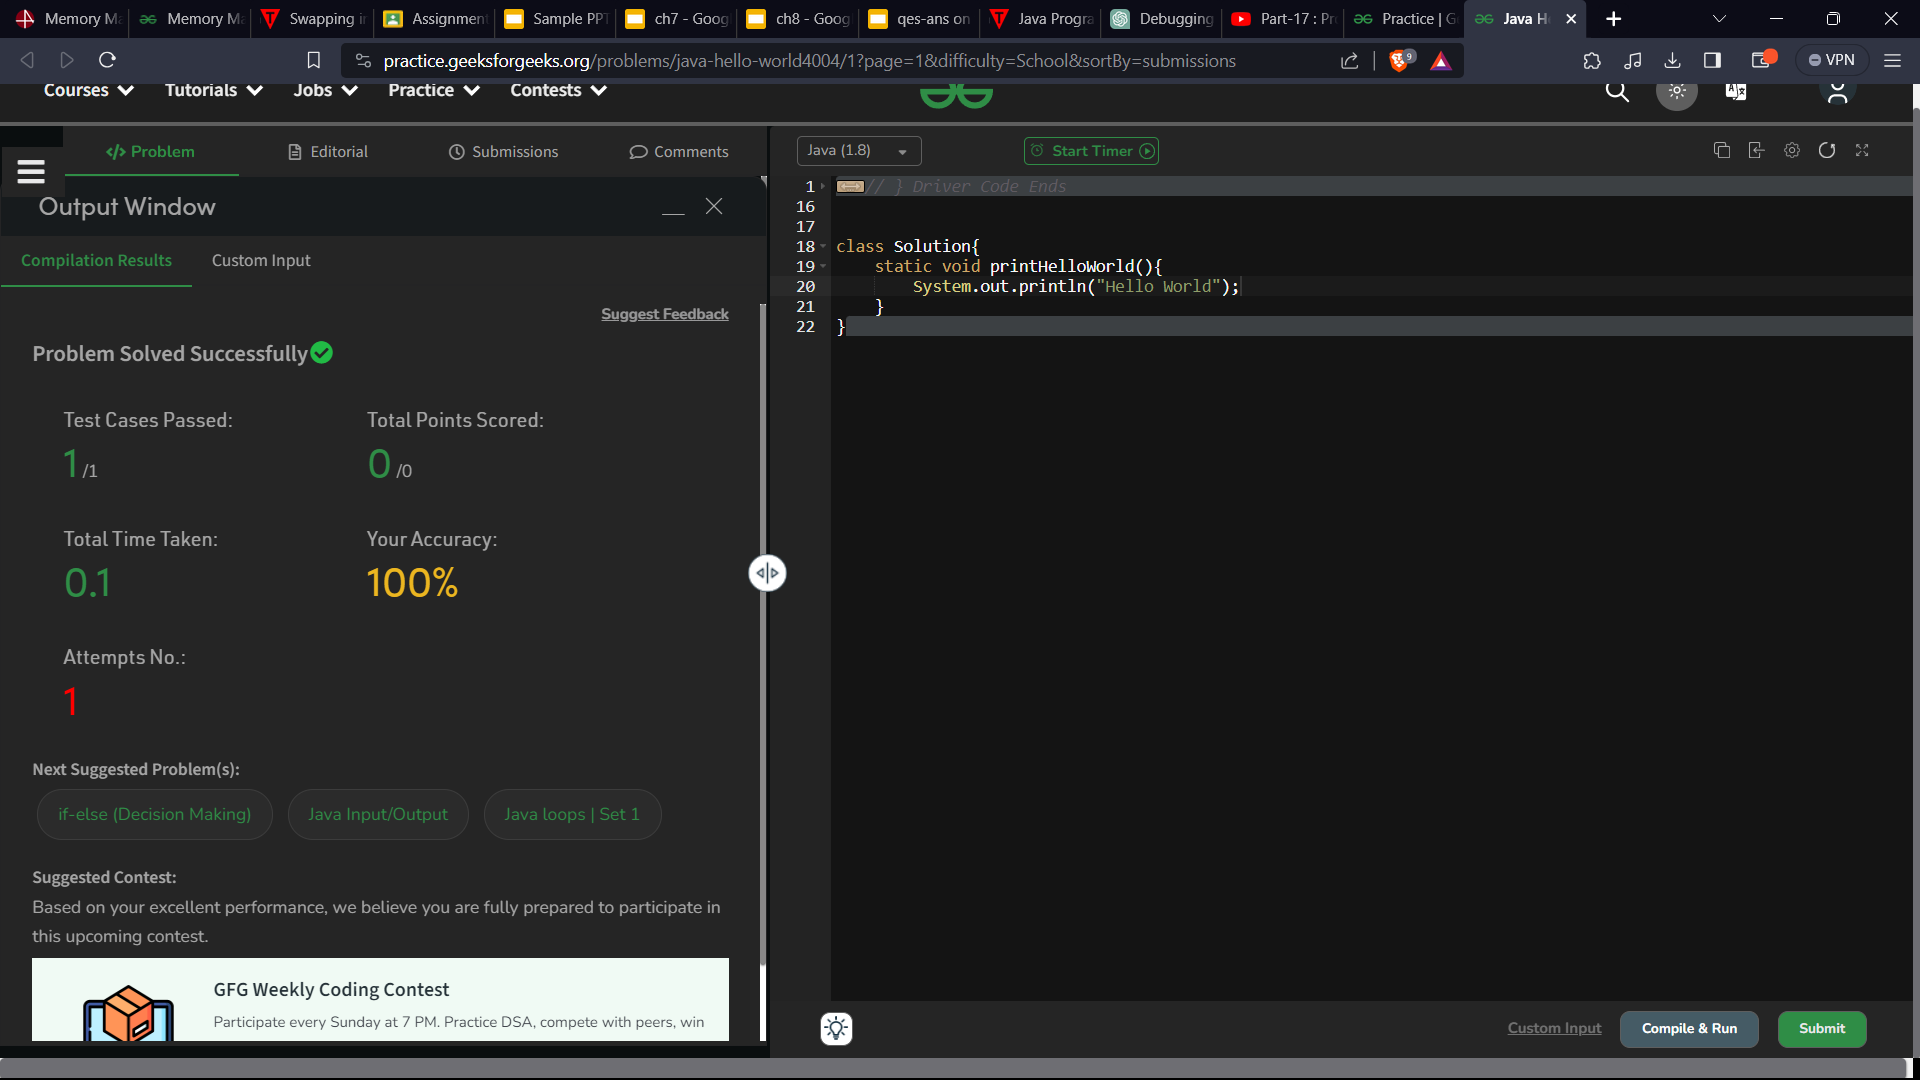 Memory Ma
Memory Ma
Swapping in
Assignment
Sample PPT
ch7 - Goog
ch8 - Goog
qes-ans on
Java Progra
Debugging
Part-17 : Pr
Practice | G
Java H
practice.geeksforgeeks.org/problems/java-hello-world4004/1?page=1&difficulty=School&sortBy=submissions
9
VPN
Courses
Tutorials
Jobs
Practice
Contests
</> Problem
Editorial
Submissions
Comments
Output Window
Compilation Results
Custom Input
Suggest Feedback
Problem Solved Successfully
Test Cases Passed:
1 /1
Total Points Scored:
0 /0
Total Time Taken:
0.1
Your Accuracy:
100%
Attempts No.:
1
Next Suggested Problem(s):
if-else (Decision Making)
Java Input/Output
Java loops | Set 1
Suggested Contest:
Based on your excellent performance, we believe you are fully prepared to participate in
this upcoming contest.
GFG Weekly Coding Contest
Participate every Sunday at 7 PM. Practice DSA, compete with peers, win
Java (1.8)
Start Timer
1 // } Driver Code Ends
16
17
18 class Solution{
19 static void printHelloWorld(){
20 System.out.println("Hello World");
21 }
22 }
Custom Input
Compile & Run
Submit